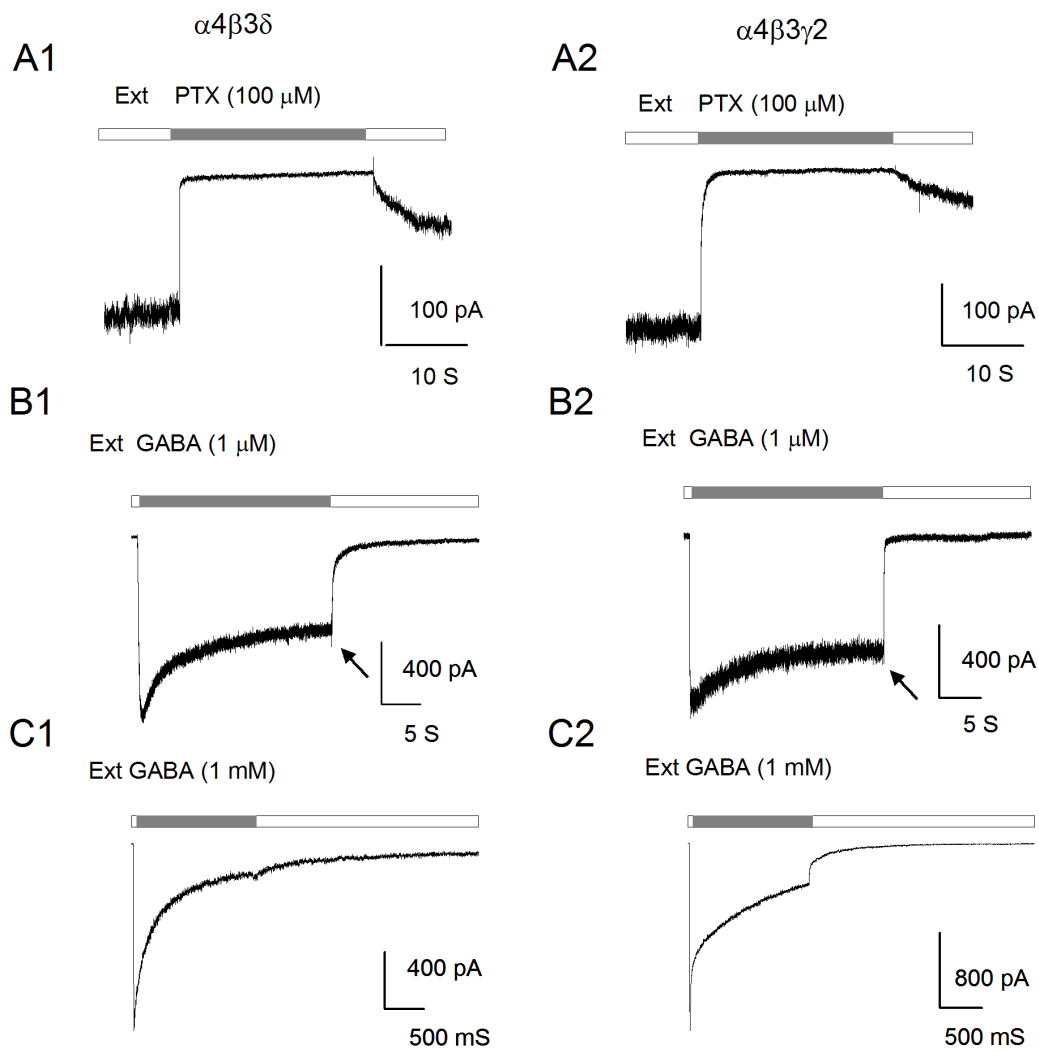 α4β3δ
α4β3γ2
A1
A2
Ext PTX (100 μM)
Ext PTX (100 μM)
100 pA
10 S
100 pA
10 S
B1
B2
Ext GABA (1 μM)
Ext GABA (1 μM)
400 pA
5 S
400 pA
5 S
C1
C2
Ext GABA (1 mM)
Ext GABA (1 mM)
400 pA
500 mS
800 pA
500 mS